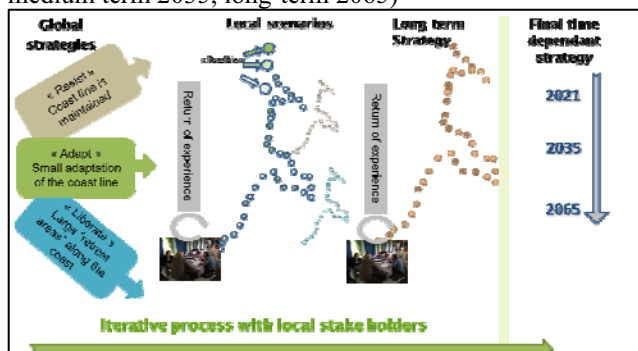 medium term 2035, long-term 2065)
Global
strategies
Local scenarios
Long term
Strategy
Final time
dependant
strategy
« Resist »
Coast line is
maintained
« Adapt »
Small adaptation
of the coast line
« Liberate »
Large "retreat
areas" along the
coast
Return of experience
Return of experience
2021
2035
2065
Iterative process with local stake holders